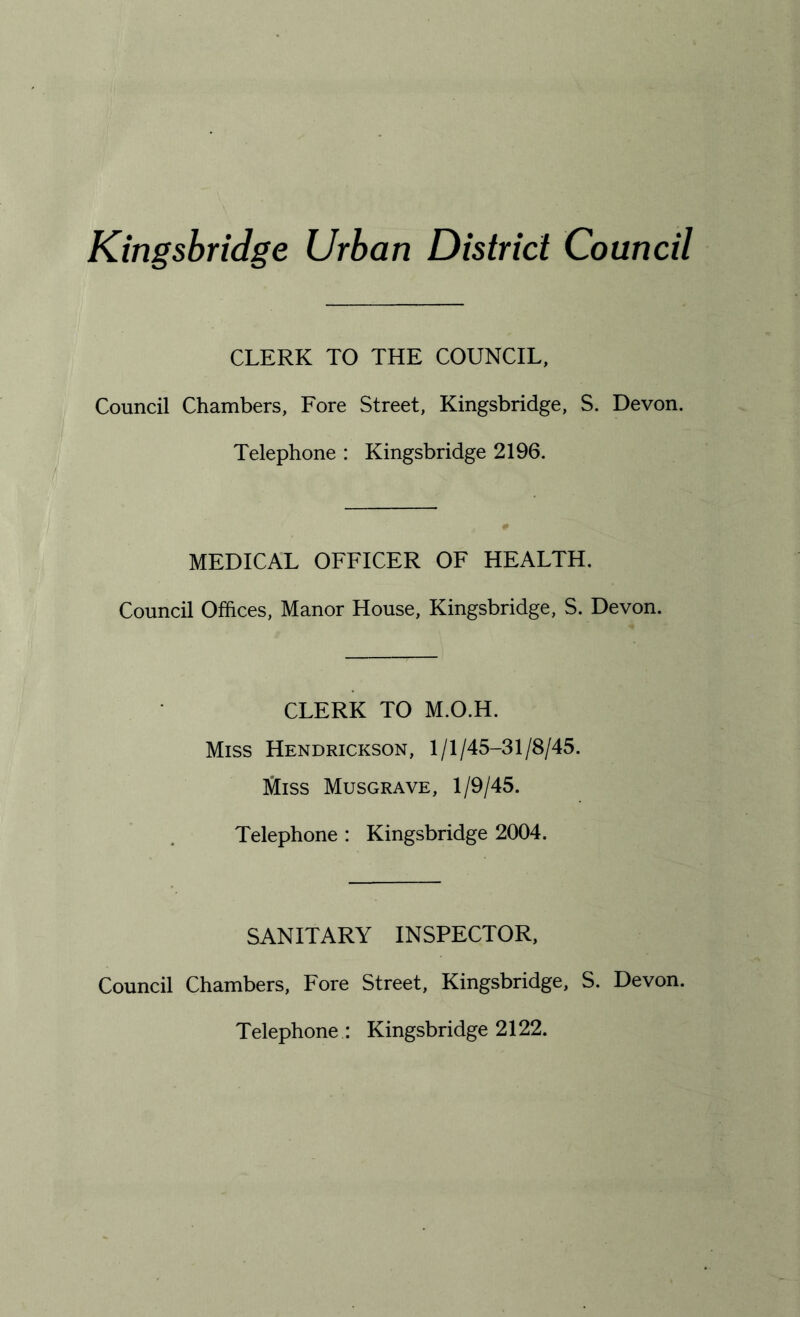 Kingsbridge Urban District Council
CLERK TO THE COUNCIL,
Council Chambers, Fore Street, Kingsbridge, S. Devon.
Telephone : Kingsbridge 2196.
MEDICAL OFFICER OF HEALTH.
Council Offices, Manor House, Kingsbridge, S. Devon.
CLERK TO M.O.H.
Miss Hendrickson, 1/1/45–31/8/45.
Miss Musgrave, 1/9/45.
Telephone : Kingsbridge 2004.
SANITARY INSPECTOR,
Council Chambers, Fore Street, Kingsbridge, S. Devon.
Telephone : Kingsbridge 2122.